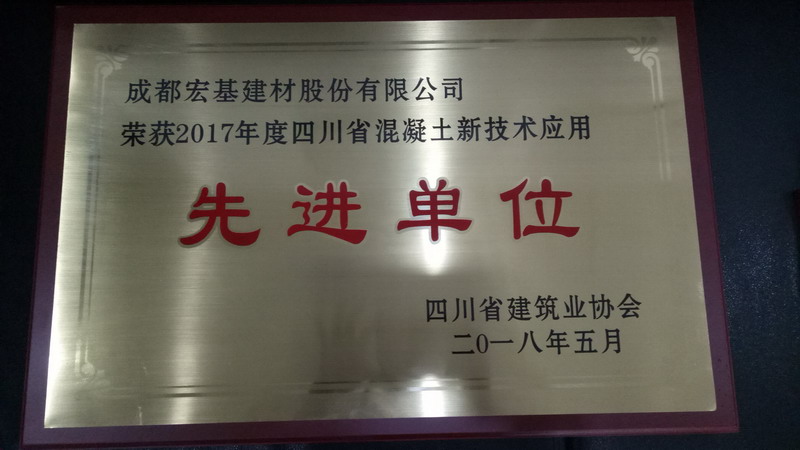 成都宏基建材股份有限公司
荣获2017年度四川省混凝土新技术应用
先进单位
四川省建筑业协会
二0一八年五月